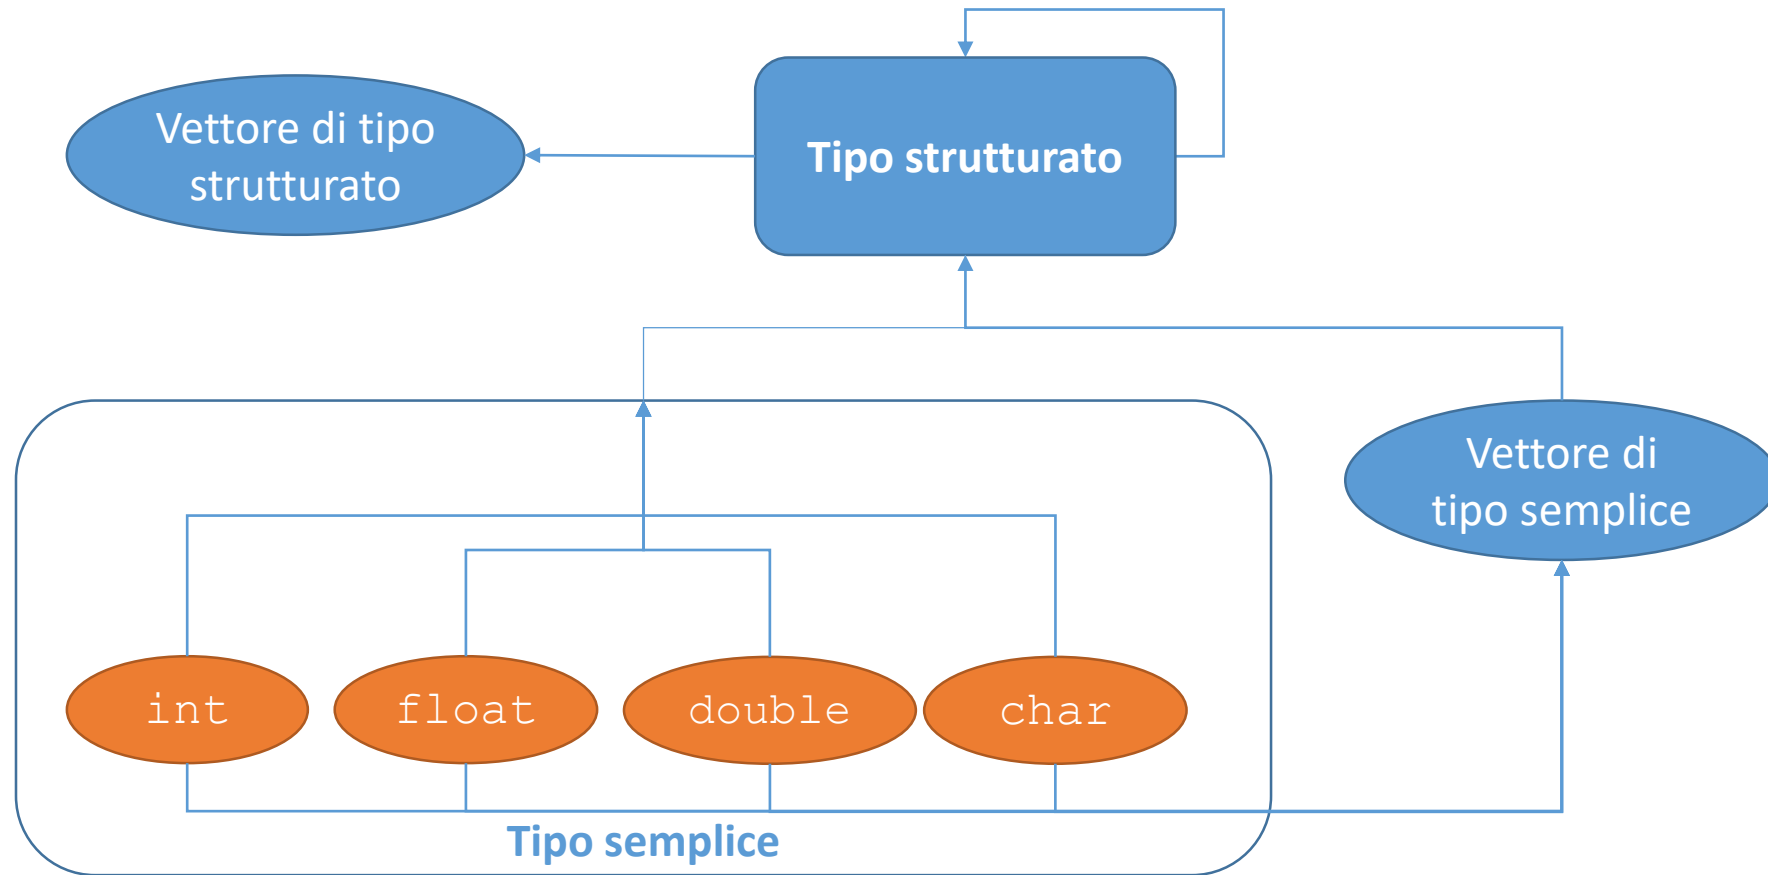 Vettore di tipo
strutturato
Tipo strutturato
Vettore di
tipo semplice
int
float
double
char
Tipo semplice